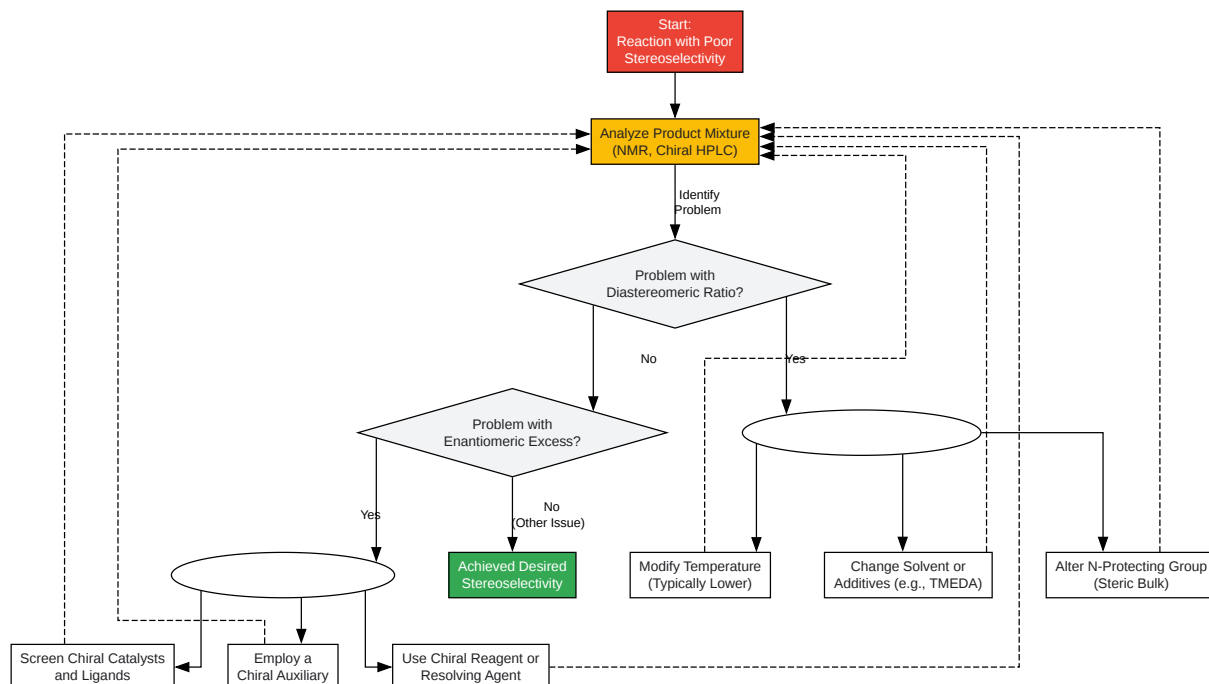 Start:
Reaction with Poor
Stereoselectivity
Analyze Product Mixture
(NMR, Chiral HPLC)
Identify
Problem
Problem with
Diastereomeric Ratio?
No
Yes
Problem with
Enantiomeric Excess?
Yes
No
(Other Issue)
Achieved Desired
Stereoselectivity
Modify Temperature
(Typically Lower)
Change Solvent or
Additives (e.g., TMEDA)
Alter N-Protecting Group
(Steric Bulk)
Screen Chiral Catalysts
and Ligands
Employ a
Chiral Auxiliary
Use Chiral Reagent or
Resolving Agent